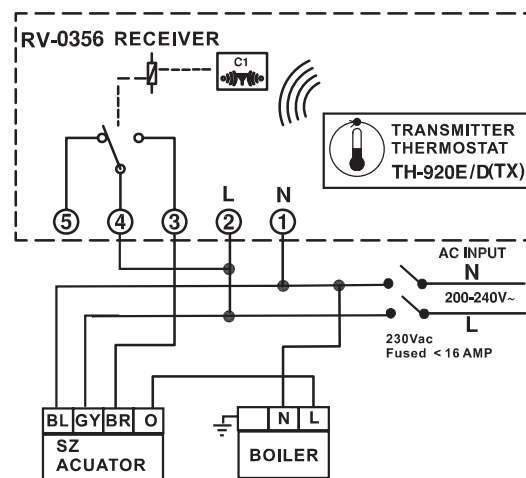 RV-0356 RECEIVER
C1
TRANSMITTER
THERMOSTAT
TH-920E/D(TX)
L N
5 4 3 2 1
AC INPUT
N
200-240V~
L
230Vac
Fused < 16 AMP
BL GY BR O
SZ
ACUATOR
N L
BOILER